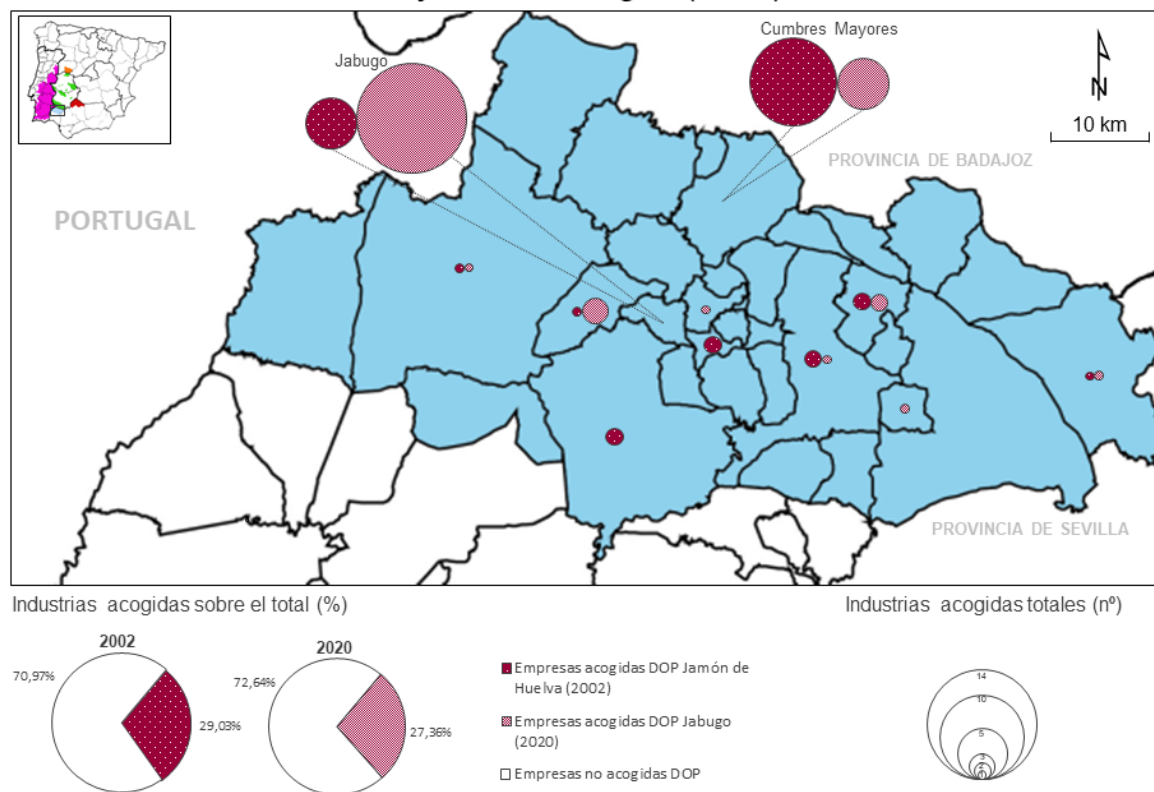 Jabugo
Cumbres Mayores
N
10 km
PROVINCIA DE BADAJOZ
PORTUGAL
PROVINCIA DE SEVILLA
Industrias acogidas sobre el total (%)
Industrias acogidas totales (nº)
2002
2020
70,97%
29,03%
72,64%
27,36%
Empresas acogidas DOP Jamón de
Huelva (2002)
Empresas acogidas DOP Jabugo
(2020)
Empresas no acogidas DOP
14
10
5
3